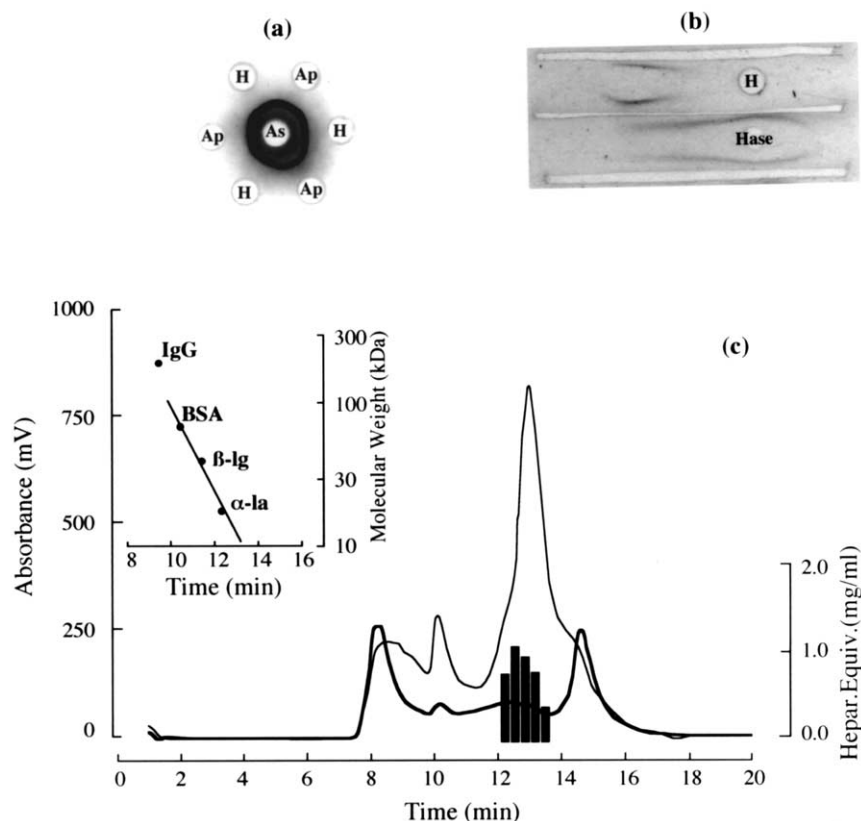 (a)
(b)
H Ap
Ap As H
H Ap
H
Hase
(c)
Absorbance (mV)
1000
750
500
250
0
0 2 4 6 8 10 12 14 16 20
Time (min)
IgG
BSA
ß-lg
α-la
300
100
30
10
Molecular Weight (kDa)
8 10 12 14 16
Time (min)
2.0
1.0
0.0
Hepar.Equiv.(mg/ml)